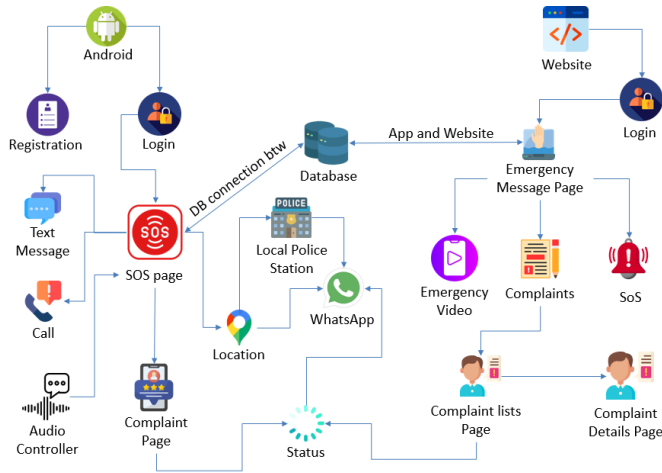 Android
Website
Registration
Login
Login
DB connection btw
Database
App and Website
Emergency
Message Page
Text
Message
SOS
SOS page
POLICE
Local Police
Station
Emergency
Video
Complaints
SoS
Call
Location
WhatsApp
Audio
Controller
Complaint
Page
Status
Complaint lists
Page
Complaint
Details Page